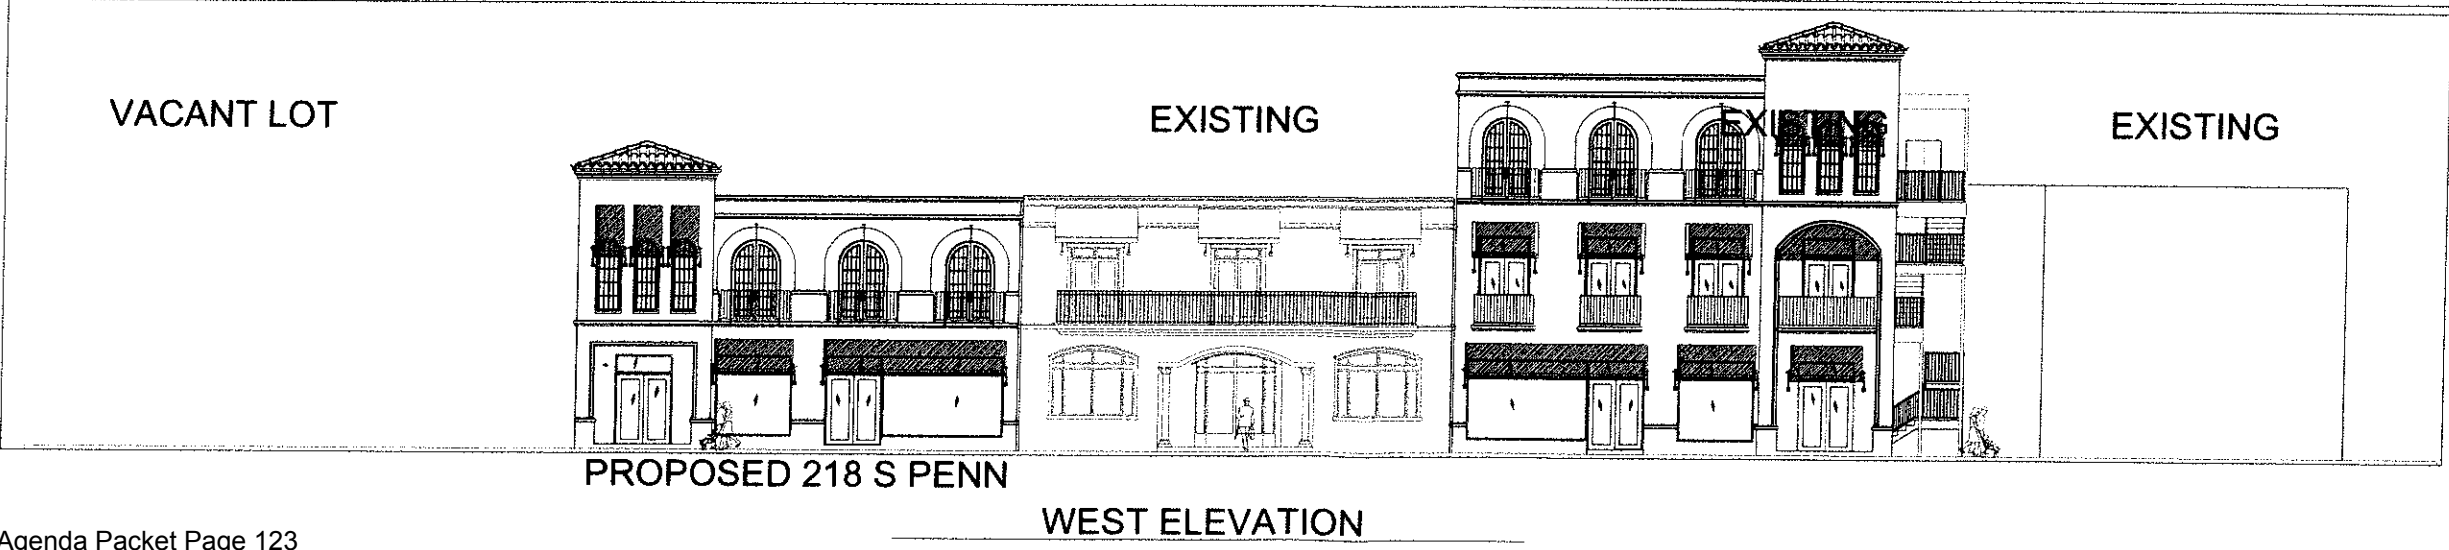 VACANT LOT
EXISTING
EXISTING
EXISTING
PROPOSED 218 S PENN
WEST ELEVATION
Agenda Packet Page 123